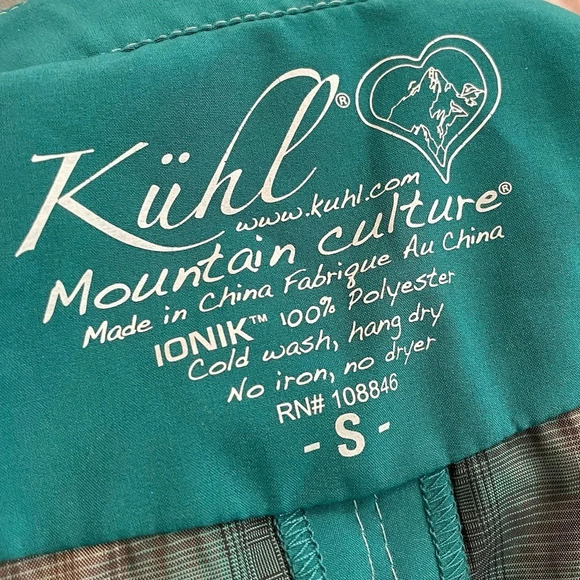 Kühl®
www.kuhl.com
Mountain culture®
Made in China Fabrique Au China
IONIK™ 100% Polyester
Cold wash, hang dry
No iron, no dryer
RN# 108846
- S -